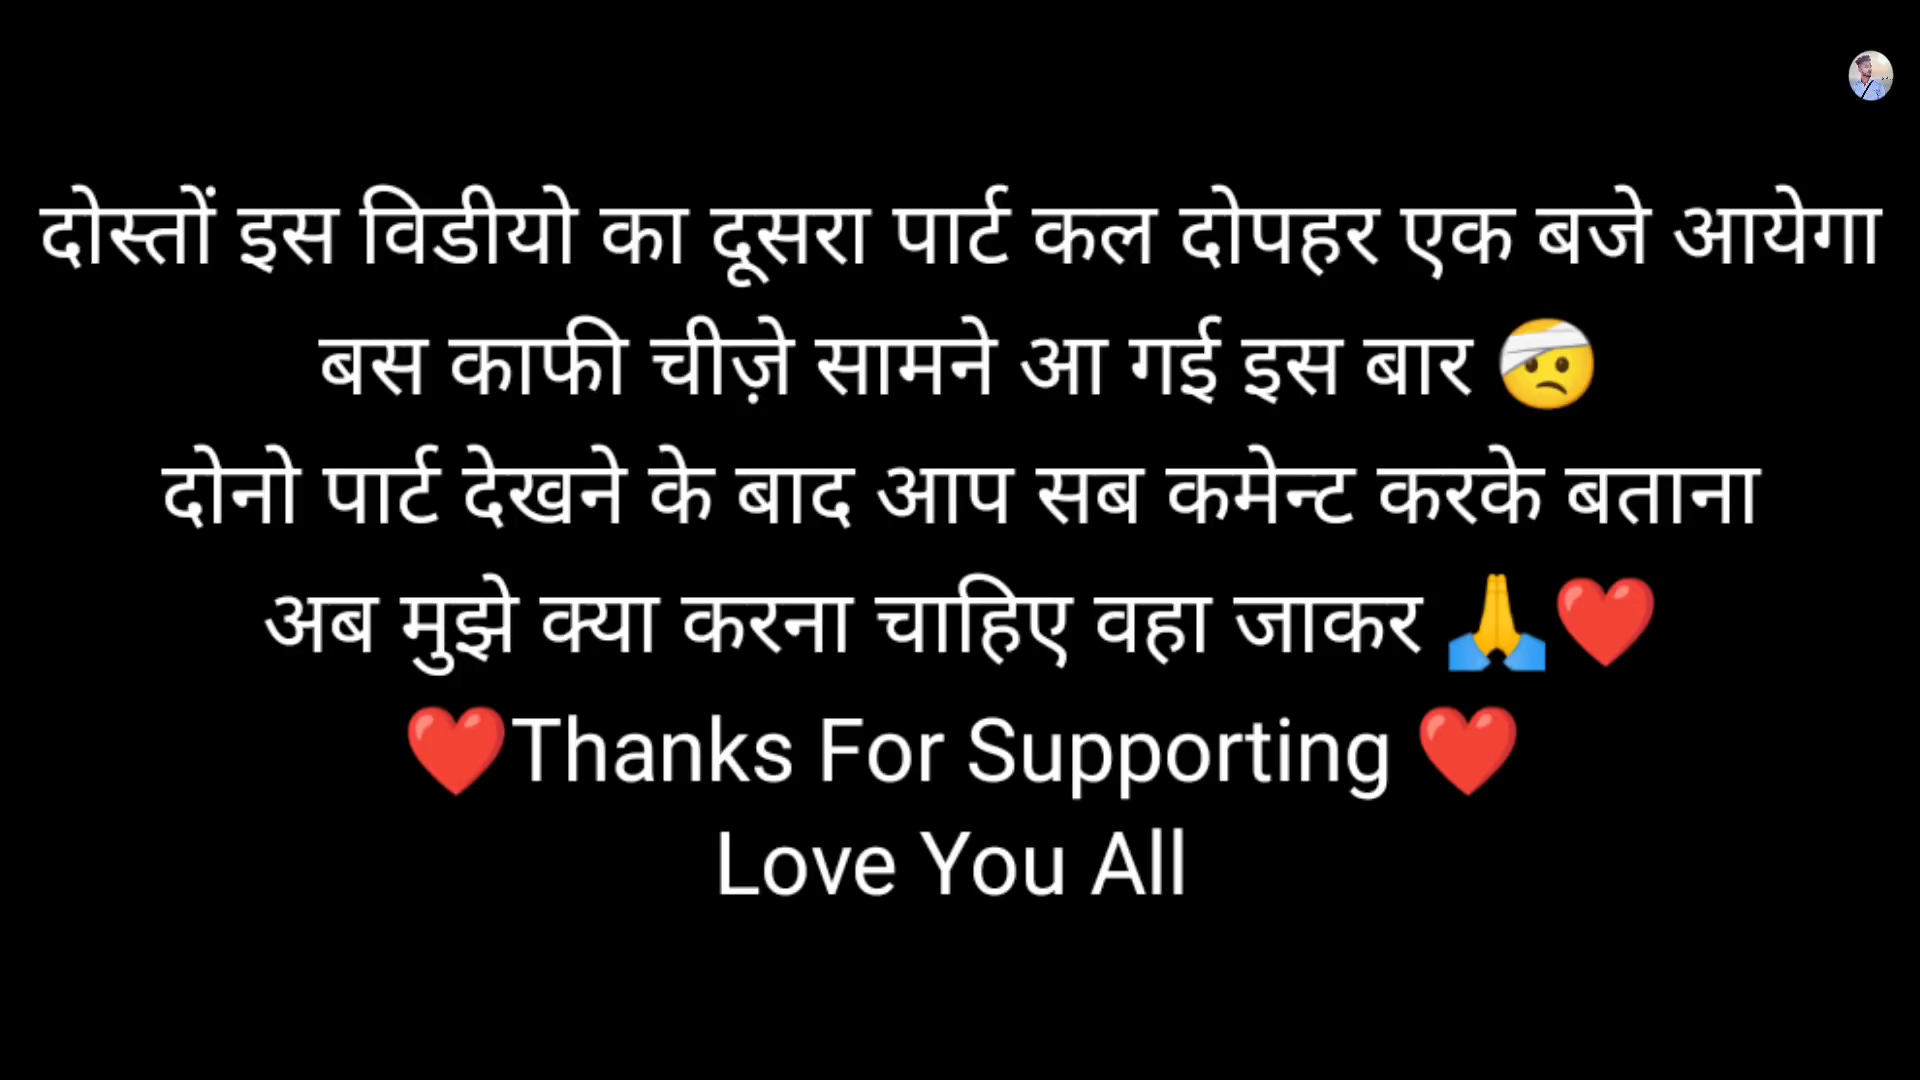 दोस्तों इस विडीयो का दूसरा पार्ट कल दोपहर एक बजे आयेगा
बस काफी चीज़े सामने आ गई इस बार 🤕
दोनो पार्ट देखने के बाद आप सब कमेन्ट करके बताना
अब मुझे क्या करना चाहिए वहा जाकर 🙏❤️
❤️Thanks For Supporting ❤️
Love You All